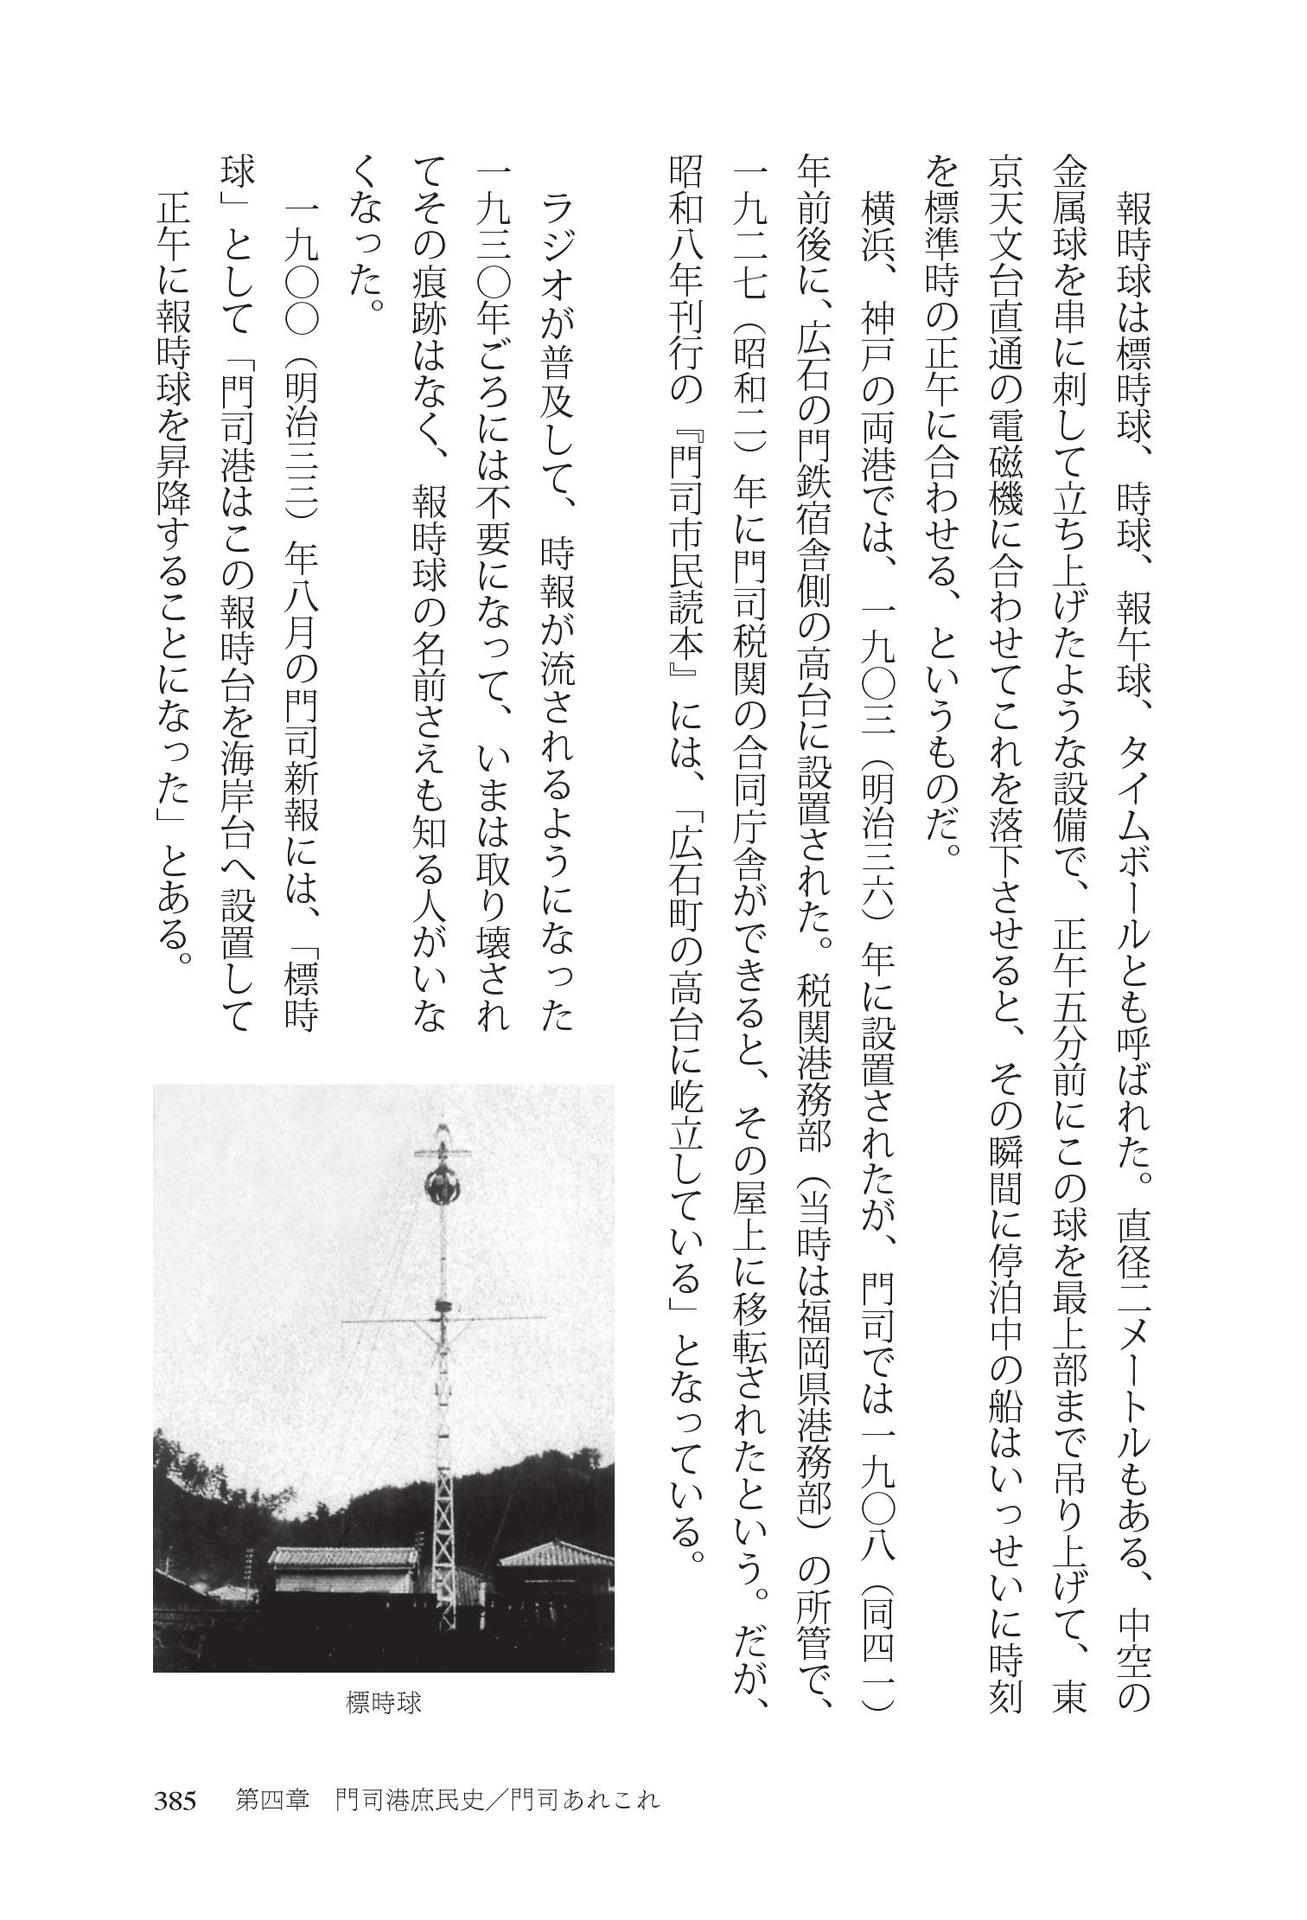 報時球は標時球、時球、報午球、タイムボールとも呼ばれた。直径二メートルもある、中空の
金属球を串に刺して立ち上げたような設備で、正午五分前にこの球を最上部まで吊り上げて、東
京天文台直通の電磁機に合わせてこれを落下させると、その瞬間に停泊中の船はいっせいに時刻
を標準時の正午に合わせる、というものだ。
横浜、神戸の両港では、一九〇三（明治三六）年に設置されたが、門司では一九〇八（同四一）
年前後に、広石の門鉄宿舎側の高台に設置された。税関港務部（当時は福岡県港務部）の所管で、
一九二七（昭和二）年に門司税関の合同庁舎ができると、その屋上に移転されたという。だが、
昭和八年刊行の『門司市民読本』には、「広石町の高台に屹立している」となっている。
ラジオが普及して、時報が流されるようになった
一九三〇年ごろには不要になって、いまは取り壊され
てその痕跡はなく、報時球の名前さえも知る人がいな
くなった。
一九〇〇（明治三三）年八月の門司新報には、「標時
球」として「門司港はこの報時台を海岸台へ設置して
正午に報時球を昇降することになった」とある。
標時球
385 第四章 門司港庶民史／門司あれこれ